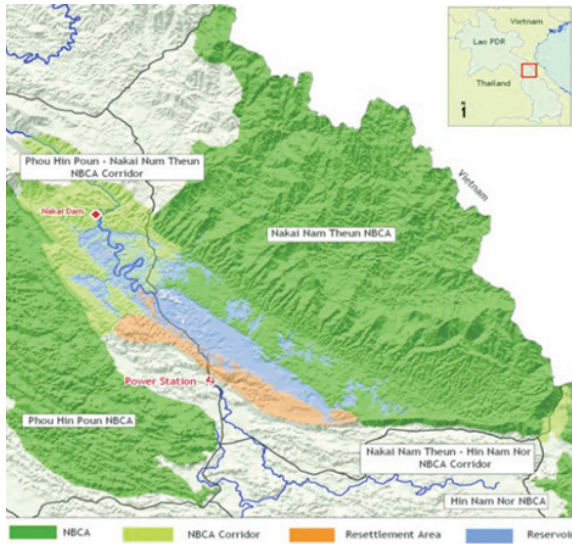 Vietnam
Lao PDR
Thailand
N
Phou Hin Poun - Nakai Num Theun
NBCA Corridor
Nakai Dam
Vietnam
Nakai Nam Theun NBCA
Power Station
Phou Hin Poun NBCA
Nakai Nam Theun - Hin Nam Nor
NBCA Corridor
Hin Nam Nor NBCA
NBCA
NBCA Corridor
Resettlement Area
Reservoi